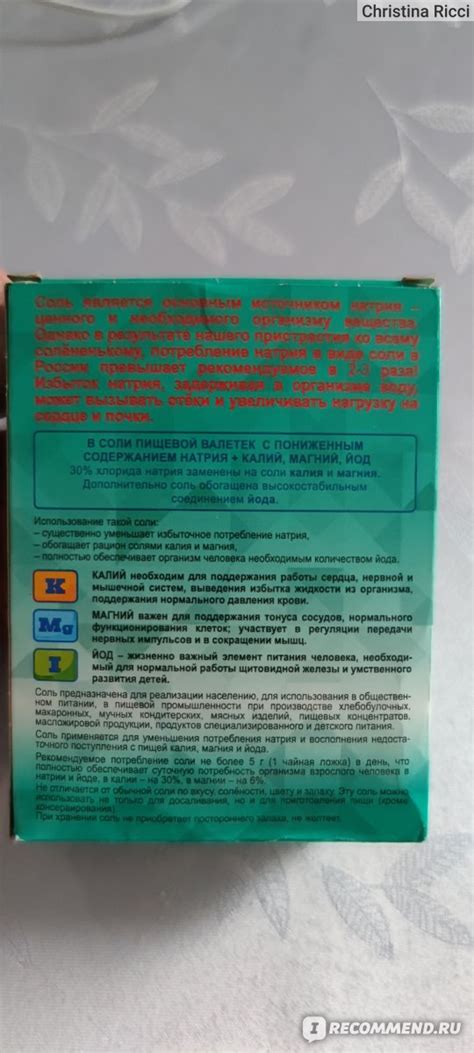 Christina Ricci
Соль является основным источником натрия –
ценного и необходимого организму вещества.
Однако в результате нашего пристрастия ко всему
солёненькому, потребление натрия в виде соли в
России превышает рекомендуемое в 2-3 раза!
Избыток натрия, задерживая в организме воду,
может вызывать отёки и увеличивать нагрузку на
сердце и почки.
В СОЛИ ПИЩЕВОЙ ВАЛЕТЕК С ПОНИЖЕННЫМ
СОДЕРЖАНИЕМ НАТРИЯ + КАЛИЙ, МАГНИЙ, ЙОД
30% хлорида натрия заменены на соли калия и магния.
Дополнительно соль обогащена высокостабильным
соединением йода.
Использование такой соли:
– существенно уменьшает избыточное потребление натрия,
– обогащает рацион солями калия и магния,
– полностью обеспечивает организм человека необходимым количеством йода.
K
КАЛИЙ необходим для поддержания работы сердца, нервной и
мышечной систем, выведения избытка жидкости из организма,
поддержания нормального давления крови.
Mg
МАГНИЙ важен для поддержания тонуса сосудов, нормального
функционирования клеток; участвует в регуляции передачи
нервных импульсов и в сокращении мышц.
I
ЙОД – жизненно важный элемент питания человека, необходи-
мый для нормальной работы щитовидной железы и умственного
развития детей.
Соль предназначена для реализации населению, для использования в обществен-
ном питании, в пищевой промышленности при производстве хлебобулочных,
макаронных, мучных кондитерских, мясных изделий, пищевых концентратов,
масложировой продукции, продуктов специализированного и детского питания.
Соль применяется для уменьшения потребления натрия и восполнения недоста-
точного поступления с пищей калия, магния и йода.
Рекомендуемое потребление соли не более 5 г (1 чайная ложка) в день, что
полностью обеспечивает суточную потребность организма взрослого человека в
натрии и йоде, в калии – на 30%, в магнии – на 6%.
Не отличается от обычной соли по вкусу, солёности, цвету и запаху. Эту соль можно
использовать не только для досаливания, но и для приготовления пищи (кроме
консервирования).
При хранении соль не приобретает постороннего запаха, не желтеет.
I RECOMMEND.RU